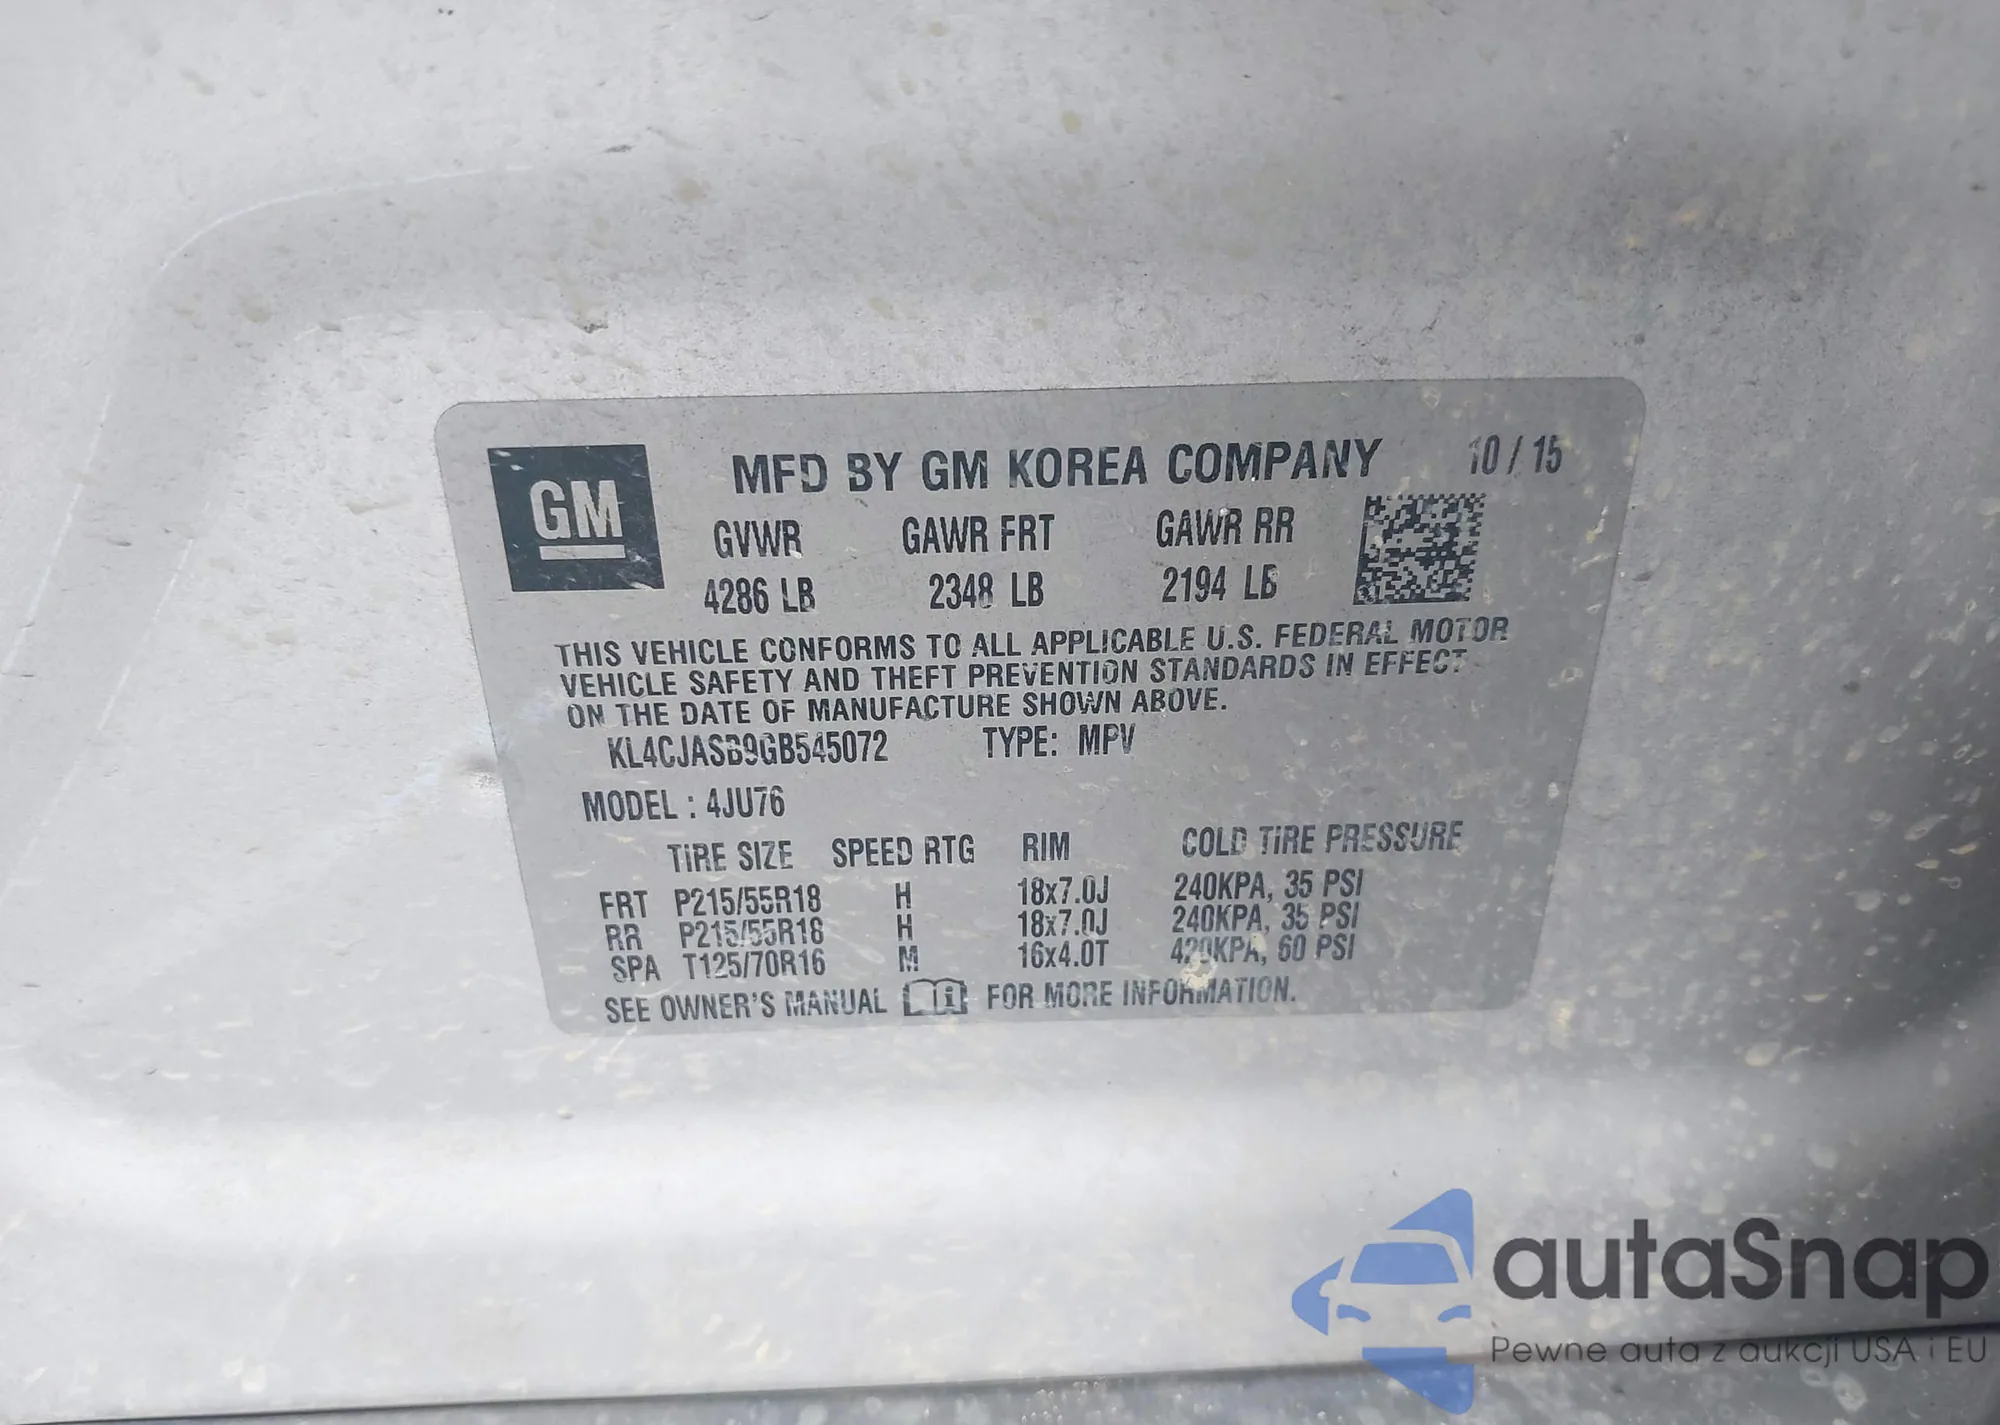 GM
MFD BY GM KOREA COMPANY 10 / 15
GVWR GAWR FRT GAWR RR
4286 LB 2348 LB 2194 LB
THIS VEHICLE CONFORMS TO ALL APPLICABLE U.S. FEDERAL MOTOR
VEHICLE SAFETY AND THEFT PREVENTION STANDARDS IN EFFECT
ON THE DATE OF MANUFACTURE SHOWN ABOVE.
KL4CJASB9GB545072 TYPE: MPV
MODEL : 4JU76
TIRE SIZE SPEED RTG RIM COLD TIRE PRESSURE
FRT P215/55R18 H 18x7.0J 240KPA, 35 PSI
RR P215/55R18 H 18x7.0J 240KPA, 35 PSI
SPA T125/70R16 M 16x4.0T 420KPA, 60 PSI
SEE OWNER'S MANUAL i FOR MORE INFORMATION.
autaSnap
Pewne auta z aukcji USA i EU